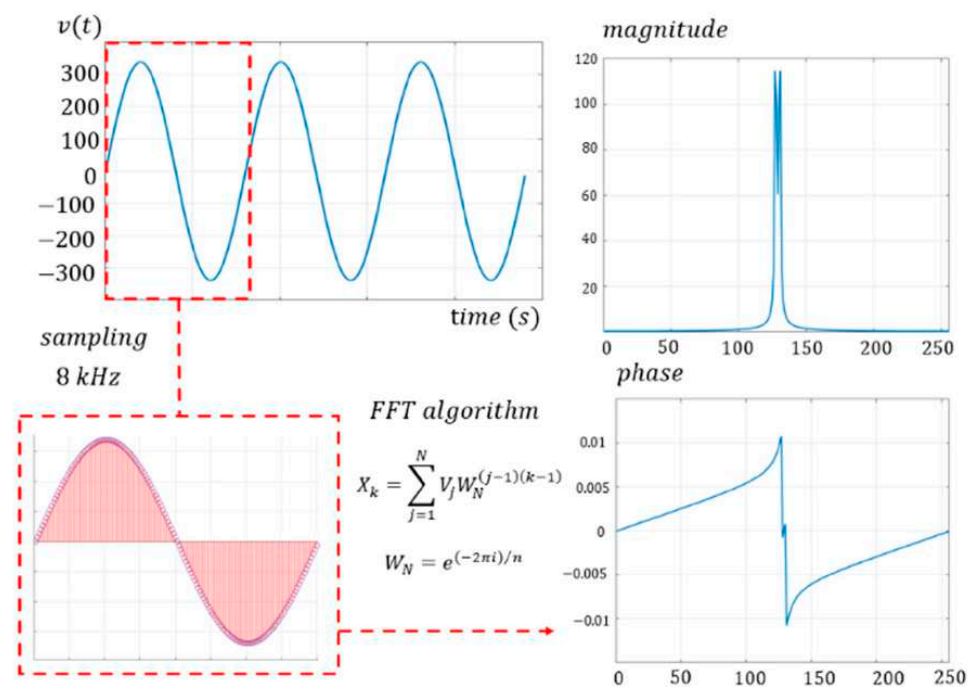 v(t)
300
200
100
0
−100
−200
−300
time (s)
magnitude
120
100
80
60
40
20
0 50 100 150 200 250
sampling
8 kHz
FFT algorithm
X_k = \sum_{j=1}^{N} V_j W_N^{(j-1)(k-1)}
W_N = e^{(-2πi)/n}
phase
0.01
0.005
0
−0.005
−0.01
0 50 100 150 200 250